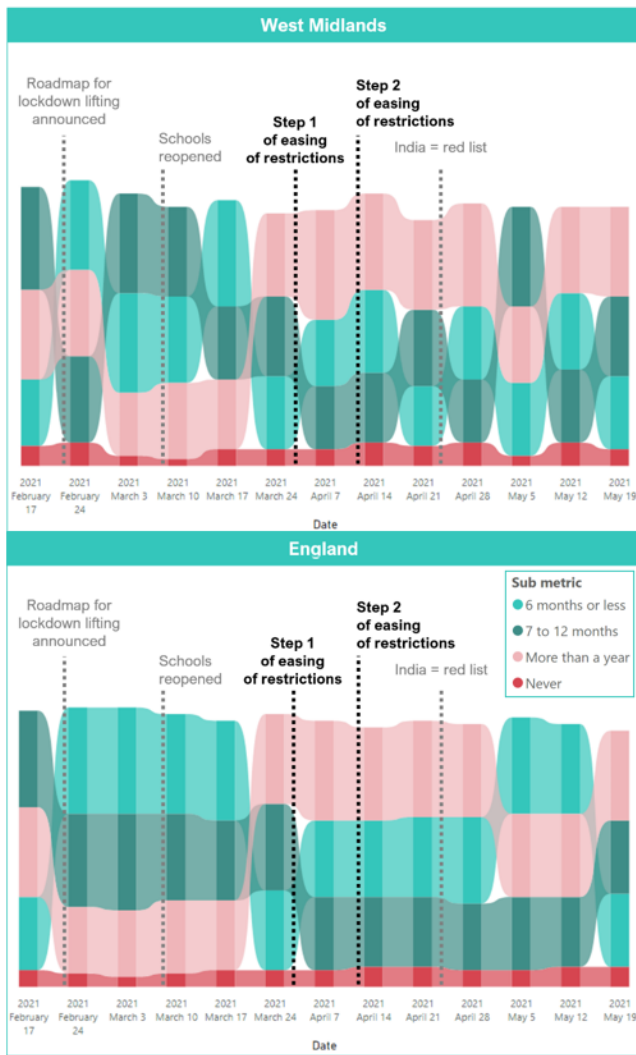 West Midlands
Roadmap for
lockdown lifting
announced
Schools
reopened
Step 1
of easing
of restrictions
Step 2
of easing
of restrictions
India = red list
2021 2021 2021 2021 2021 2021 2021 2021 2021 2021 2021 2021 2021
February February March 3 March 10 March 17 March 24 April 7 April 14 April 21 April 28 May 5 May 12 May 19
17 24
Date
England
Roadmap for
lockdown lifting
announced
Schools
reopened
Step 1
of easing
of restrictions
Step 2
of easing
of restrictions
India = red list
Sub metric
6 months or less
7 to 12 months
More than a year
Never
2021 2021 2021 2021 2021 2021 2021 2021 2021 2021 2021 2021 2021
February February March 3 March 10 March 17 March 24 April 7 April 14 April 21 April 28 May 5 May 12 May 19
17 24
Date